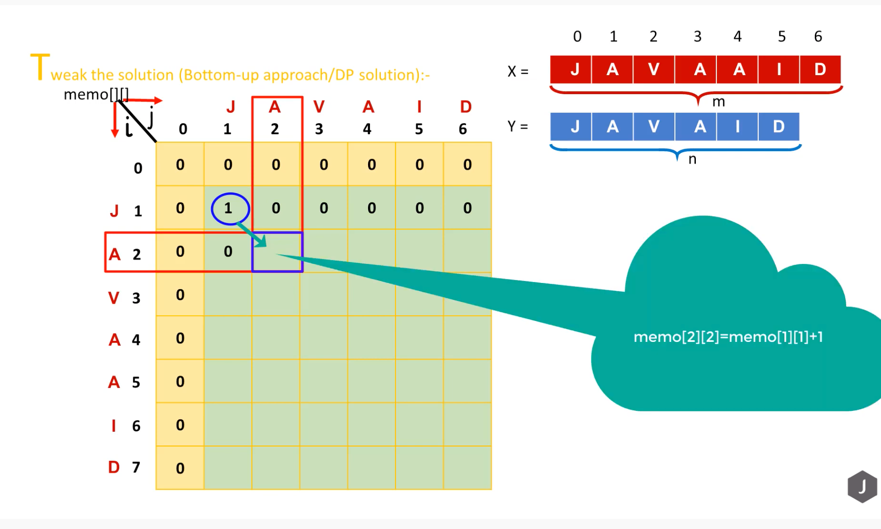 Tweak the solution (Bottom-up approach/DP solution):-
memo[][]
j
i
J A V A I D
0 1 2 3 4 5 6
0 0 0 0 0 0 0 0
J 1 0 1 0 0 0 0 0
A 2 0 0
V 3 0
A 4 0
A 5 0
I 6 0
D 7 0
0 1 2 3 4 5 6
X = J A V A A I D
m
Y = J A V A I D
n
memo[2][2]=memo[1][1]+1
J